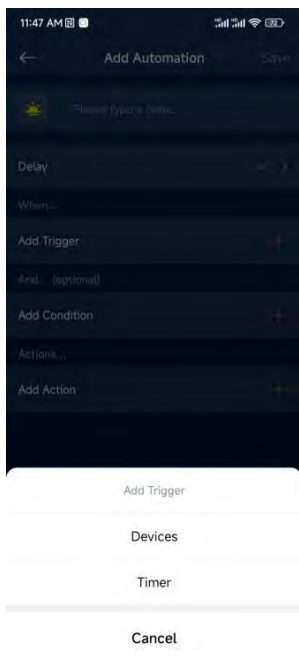 11:47 AM
Add Automation
Save
Please type a name
Delay
When...
Add Trigger
And... (optional)
Add Condition
Actions...
Add Action
Add Trigger
Devices
Timer
Cancel